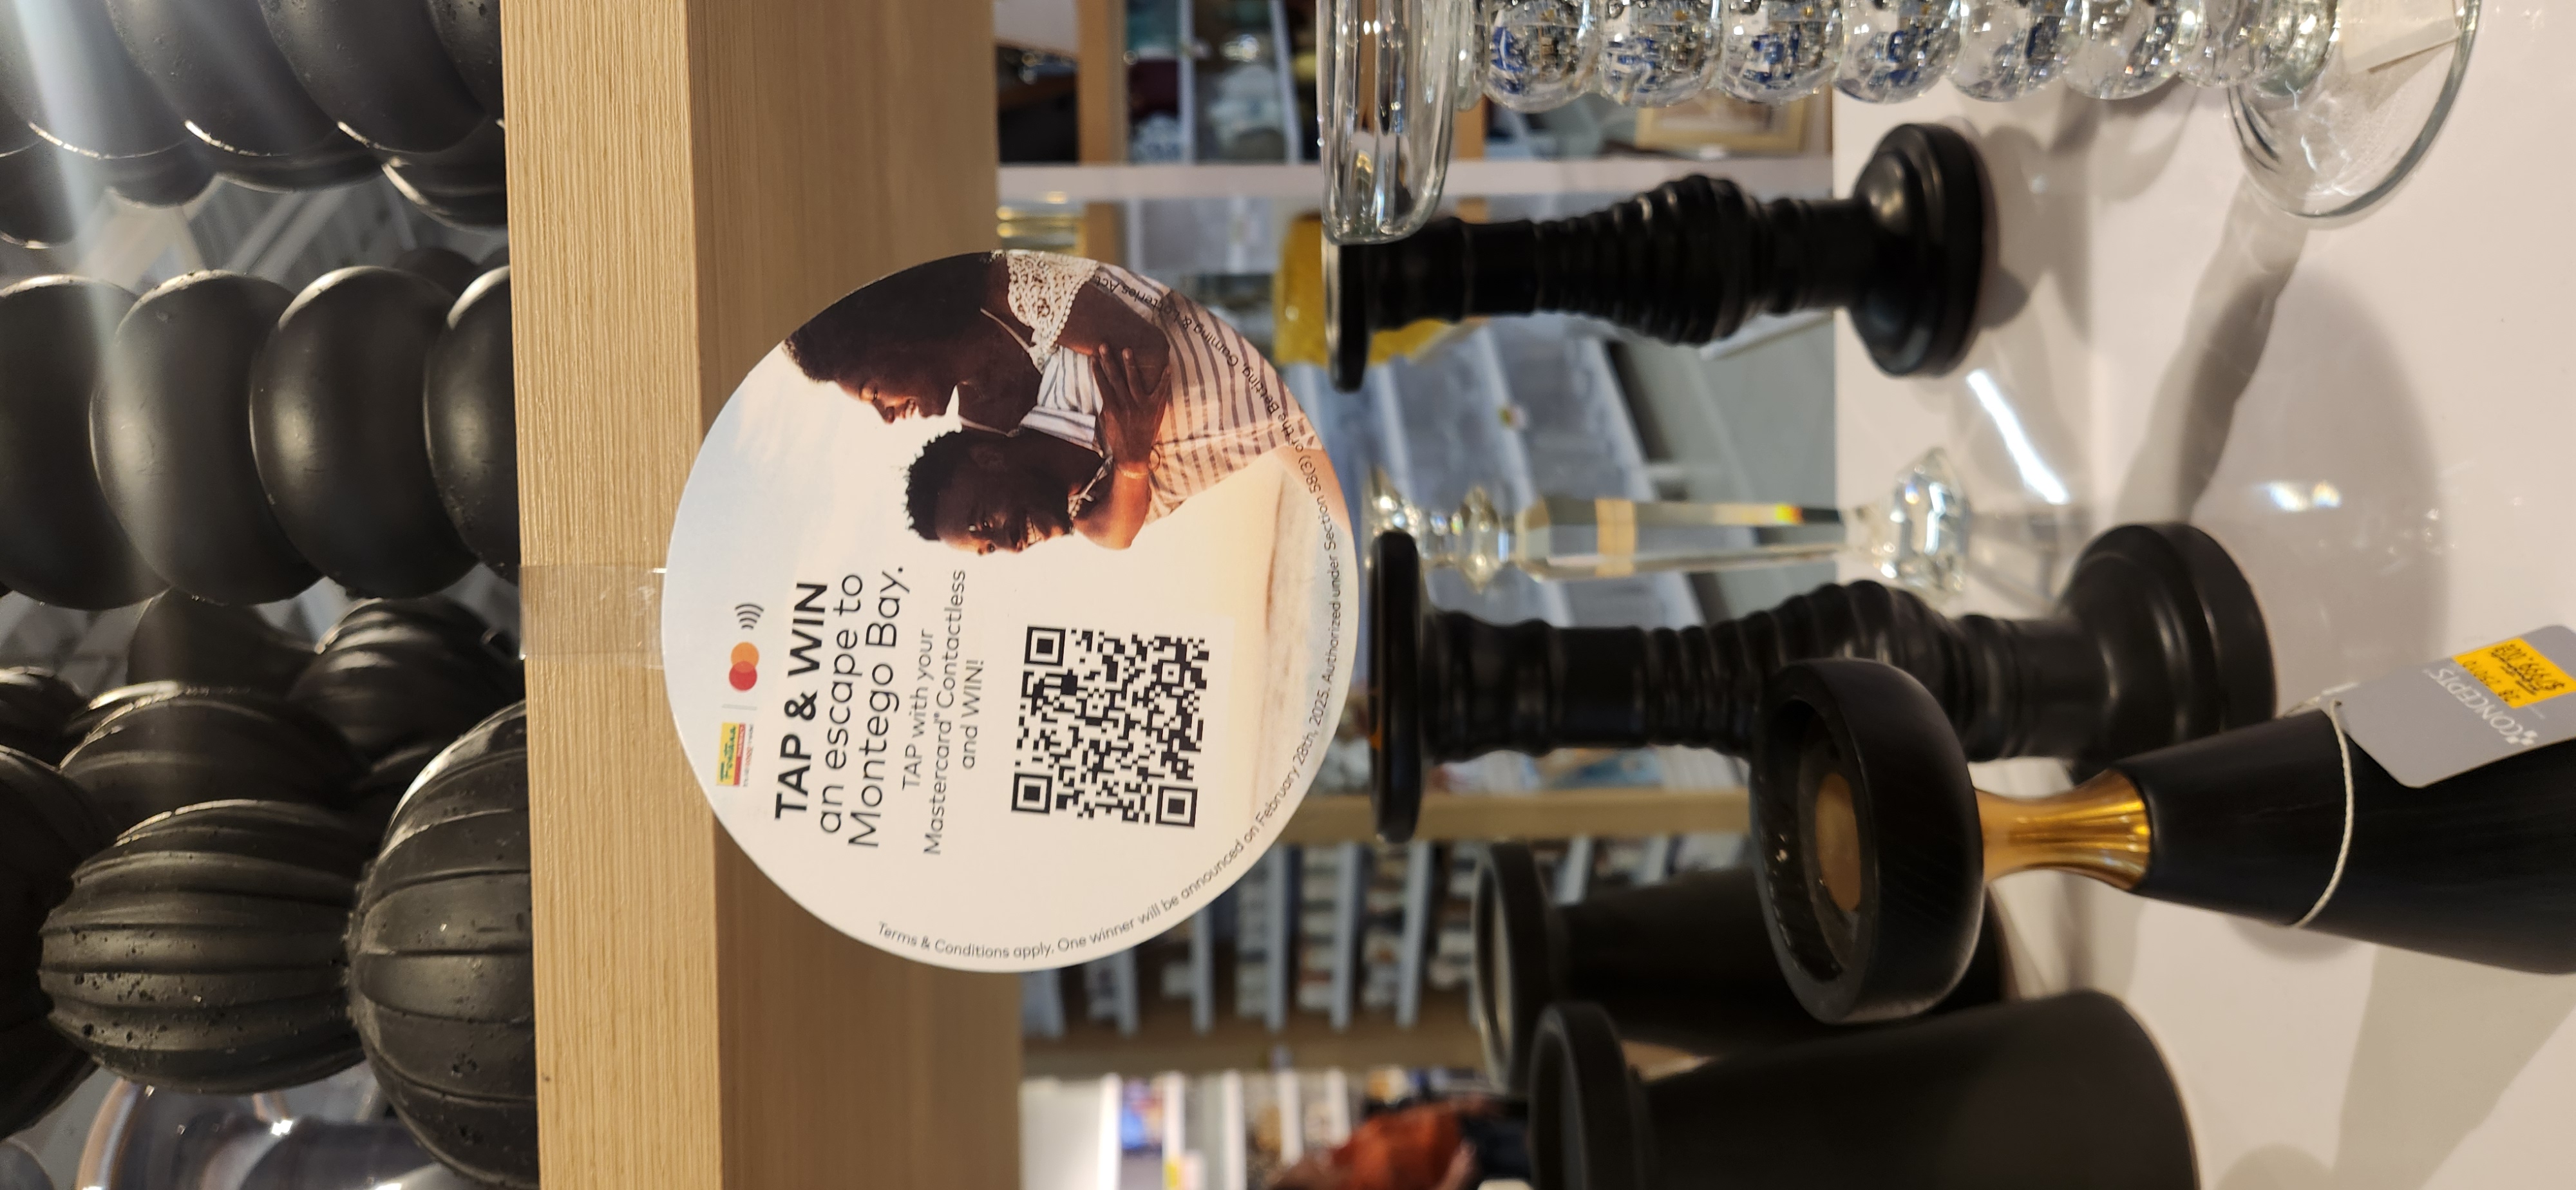 Fontana
TAP & WIN
an escape to
Montego Bay.
TAP with your
Mastercard® Contactless
and WIN!
Terms & Conditions apply. One winner will be announced on February 28th, 2025. Authorized under Section 58(3) of the Betting, Gaming & Lotteries Act.
CONCEPTS